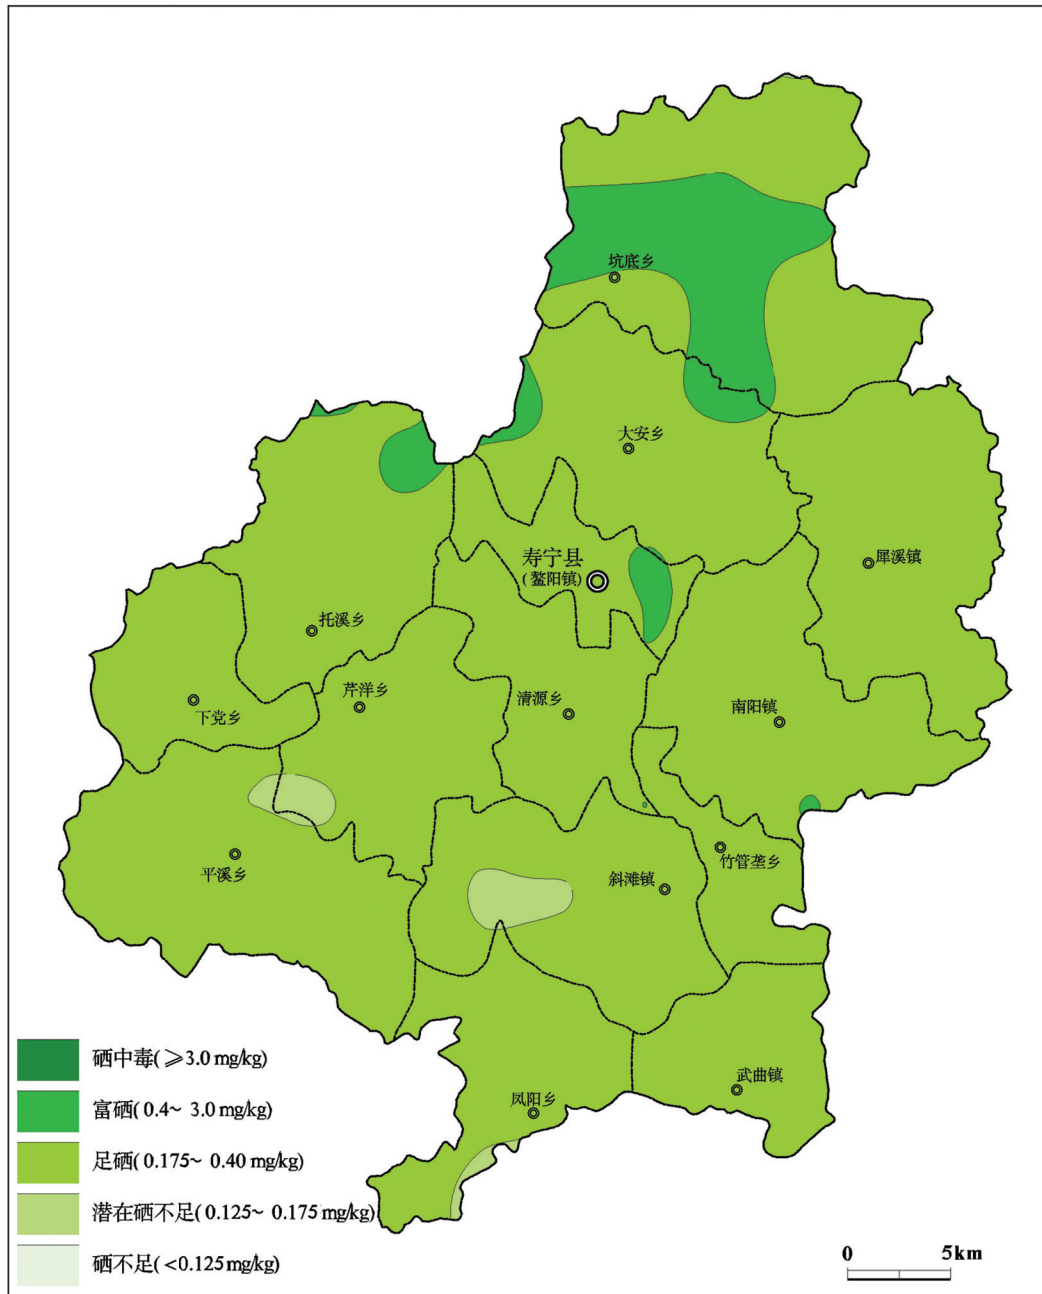 坑底乡
大安乡
犀溪镇
寿宁县
(鳌阳镇)
托溪乡
芹洋乡
清源乡
下党乡
南阳镇
竹管垄乡
平溪乡
斜滩镇
武曲镇
凤阳乡
硒中毒(≥3.0 mg/kg)
富硒(0.4~ 3.0 mg/kg)
足硒(0.175~ 0.40 mg/kg)
潜在硒不足(0.125~ 0.175 mg/kg)
硒不足(<0.125mg/kg)
0 5km